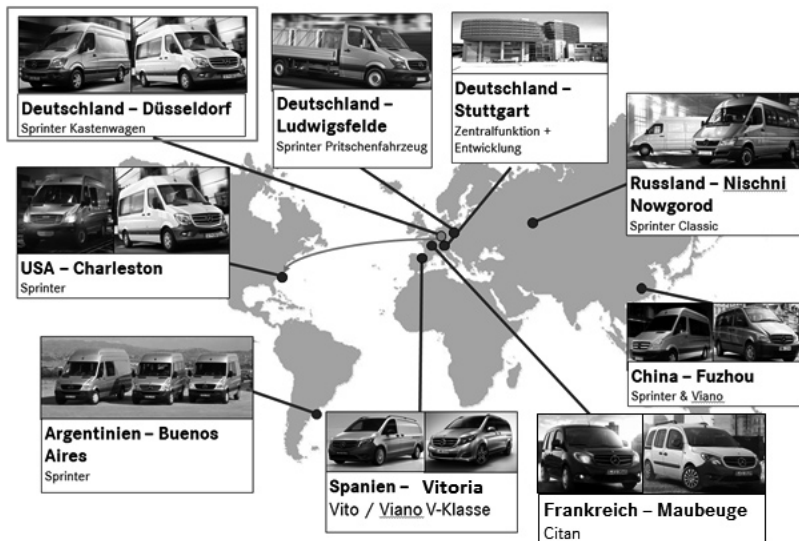 Deutschland – Düsseldorf
Sprinter Kastenwagen
Deutschland –
Ludwigsfelde
Sprinter Pritschenfahrzeug
Deutschland –
Stuttgart
Zentralfunktion +
Entwicklung
Russland – Nischni
Nowgorod
Sprinter Classic
USA – Charleston
Sprinter
China – Fuzhou
Sprinter & Viano
Argentinien – Buenos
Aires
Sprinter
Spanien – Vitoria
Vito / Viano V-Klasse
Frankreich – Maubeuge
Citan